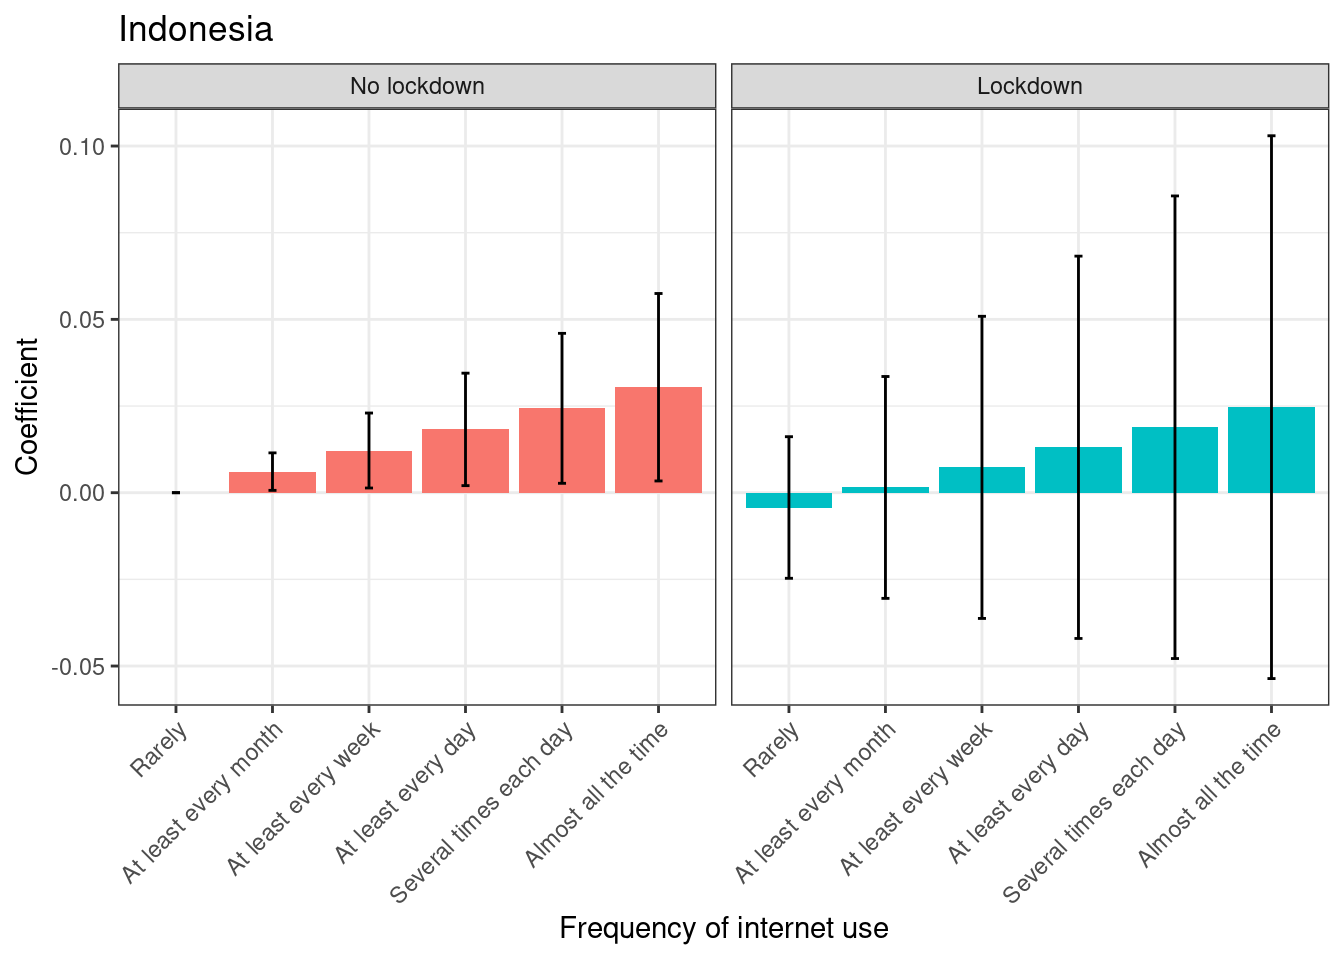 Indonesia
No lockdown
Lockdown
Coefficient
0.10
0.05
0.00
-0.05
Rarely
At least every month
At least every week
At least every day
Several times each day
Almost all the time
Rarely
At least every month
At least every week
At least every day
Several times each day
Almost all the time
Frequency of internet use